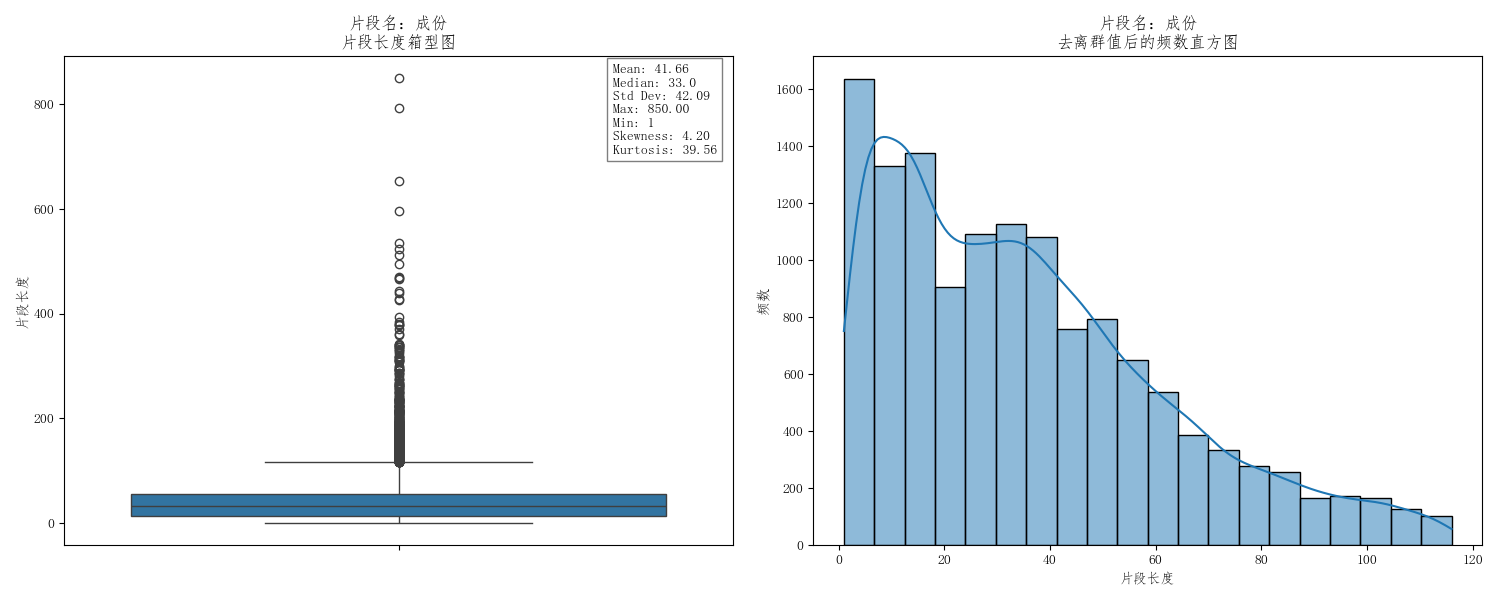 片段名: 成份
片段长度箱型图
Mean: 41.66
Median: 33.0
Std Dev: 42.09
Max: 850.00
Min: 1
Skewness: 4.20
Kurtosis: 39.56
800
600
400
200
0
片段长度
片段名: 成份
去离群值后的频数直方图
1600
1400
1200
1000
800
600
400
200
0
频数
0 20 40 60 80 100 120
片段长度